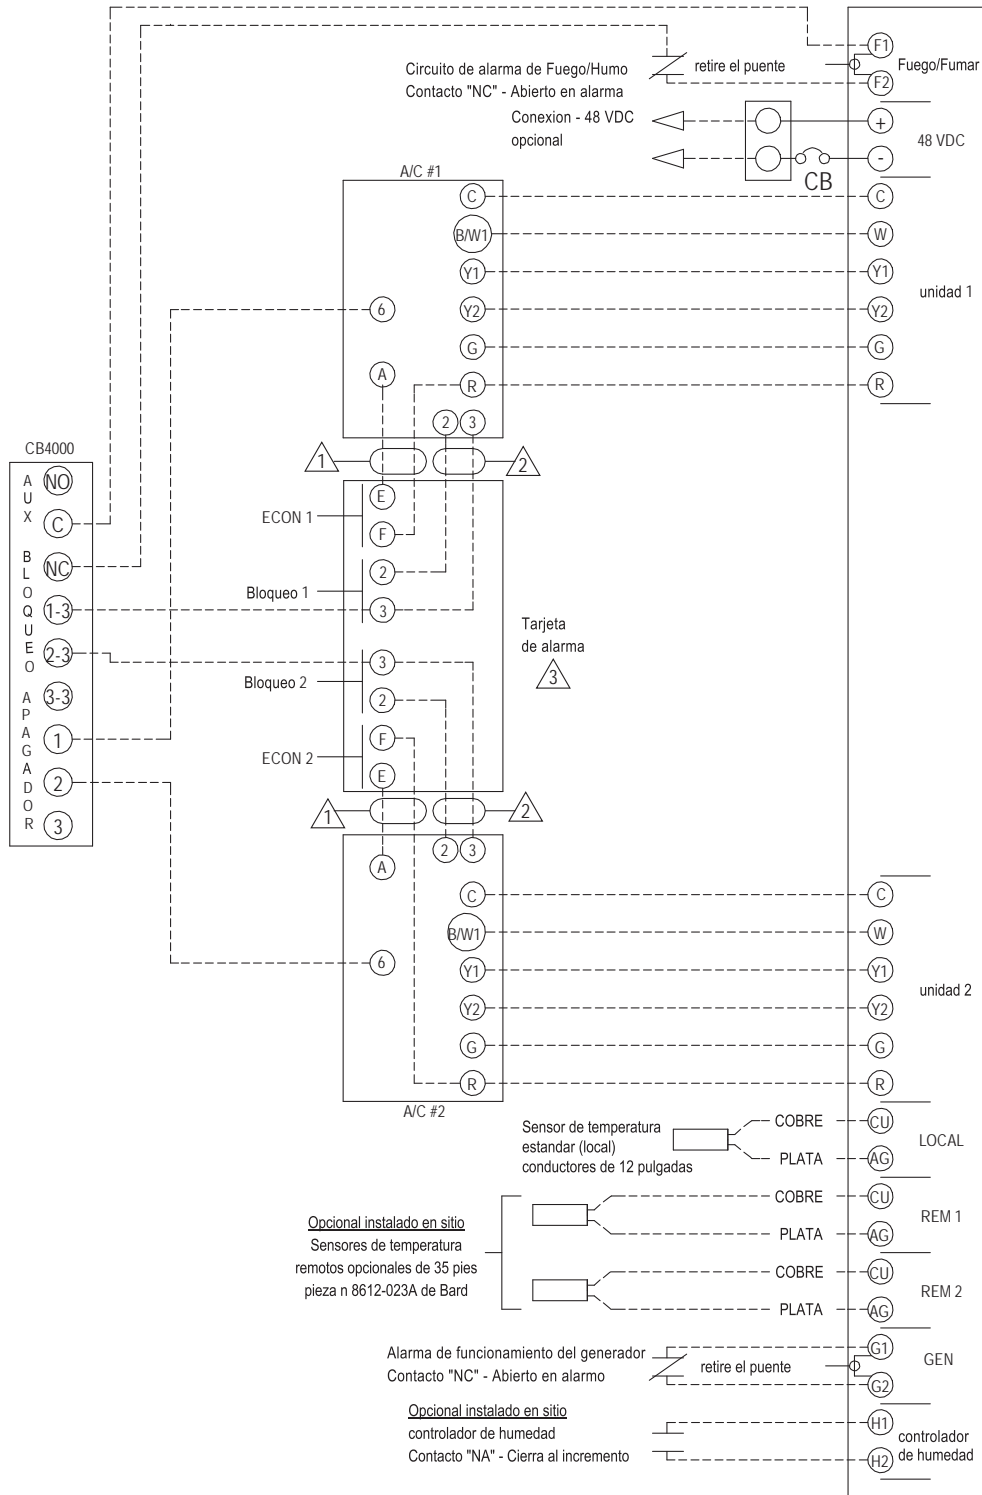 F1
Circuito de alarma de Fuego/Humo
Contacto "NC" - Abierto en alarma
retire el puente
Fuego/Fumar
F2
Conexion - 48 VDC
opcional
+
-
48 VDC
CB
A/C #1
C
B/W1
Y1
Y2
G
R
6
A
2
3
C
W
Y1
Y2
G
R
unidad 1
CB4000
AUX
BLOQUEO
APAGADOR
NO
C
NC
1-3
2-3
3-3
1
2
3
1
2
ECON 1
E
F
Bloqueo 1
2
3
Tarjeta
de alarma
3
Bloqueo 2
3
2
ECON 2
F
E
1
2
2
3
A
C
B/W1
6
Y1
Y2
G
R
A/C #2
C
W
Y1
Y2
G
R
unidad 2
Sensor de temperatura
estandar (local)
conductores de 12 pulgadas
COBRE
PLATA
CU
AG
LOCAL
Opcional instalado en sitio
Sensores de temperatura
remotos opcionales de 35 pies
pieza n 8612-023A de Bard
COBRE
PLATA
CU
AG
REM 1
COBRE
PLATA
CU
AG
REM 2
Alarma de funcionamiento del generador
Contacto "NC" - Abierto en alarmo
retire el puente
G1
G2
GEN
Opcional instalado en sitio
controlador de humedad
Contacto "NA" - Cierra al incremento
H1
H2
controlador
de humedad